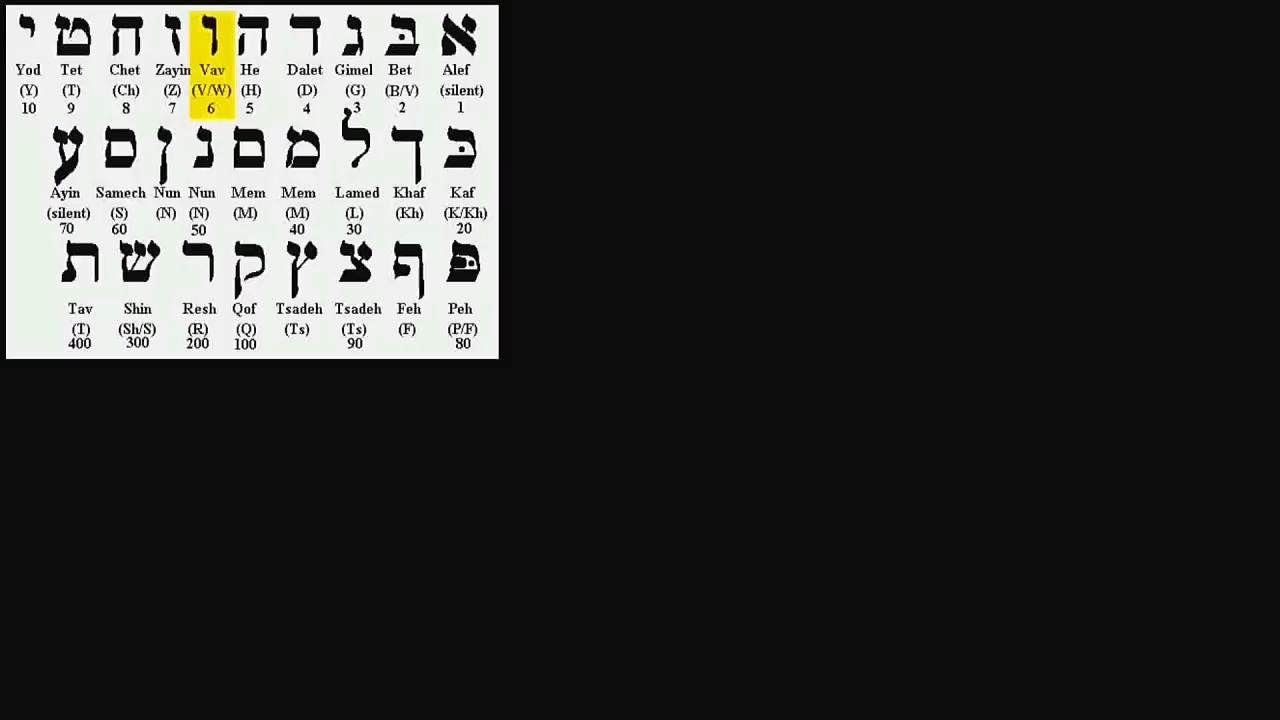 א בּ ג ד ה ו ז ח ט י
Alef Bet Gimel Dalet He Vav Zayin Chet Tet Yod
(silent) (B/V) (G) (D) (H) (V/W) (Z) (Ch) (T) (Y)
1 2 3 4 5 6 7 8 9 10
כּ ך ל מ ם נ ן ס ע
Kaf Khaf Lamed Mem Mem Nun Nun Samech Ayin
(K/Kh) (Kh) (L) (M) (M) (N) (N) (S) (silent)
20 30 40 50 60 70
פּ ף צ ץ ק ר ש ת
Peh Feh Tsadeh Tsadeh Qof Resh Shin Tav
(P/F) (F) (Ts) (Ts) (Q) (R) (Sh/S) (T)
80 90 100 200 300 400